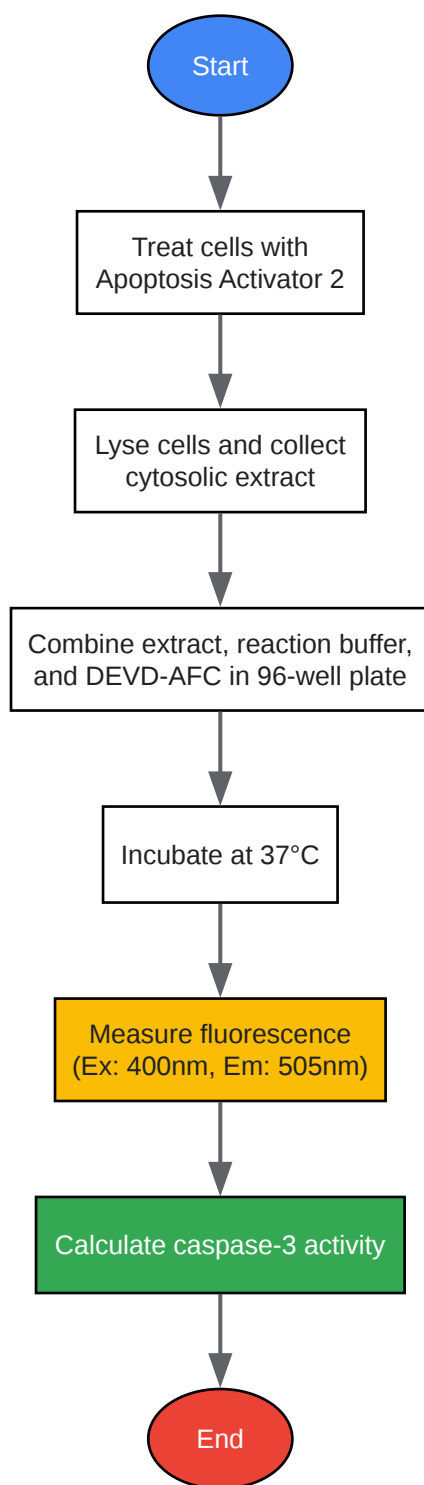 Start
Treat cells with
Apoptosis Activator 2
Lyse cells and collect
cytosolic extract
Combine extract, reaction buffer,
and DEVD-AFC in 96-well plate
Incubate at 37°C
Measure fluorescence
(Ex: 400nm, Em: 505nm)
Calculate caspase-3 activity
End